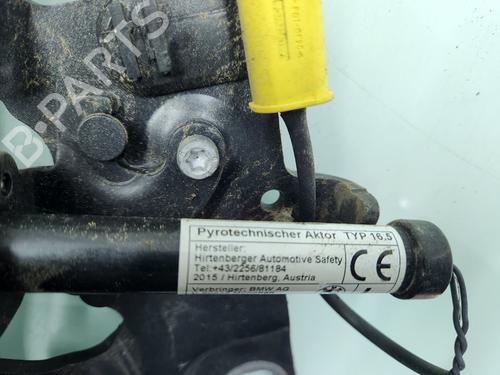 B-PARTS
Pyrotechnischer Aktor TYP 16.5
Hersteller:
Hirtenberger Automotive Safety
Tel:+43/2256/81184
2015 / Hirtenberg, Austria
Verbringer: BMW AG
CE